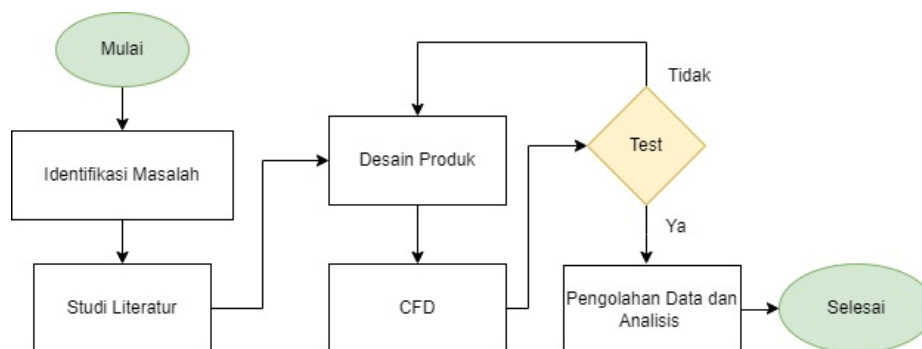 Mulai
Identifikasi Masalah
Studi Literatur
Desain Produk
CFD
Tidak
Test
Ya
Pengolahan Data dan
Analisis
Selesai